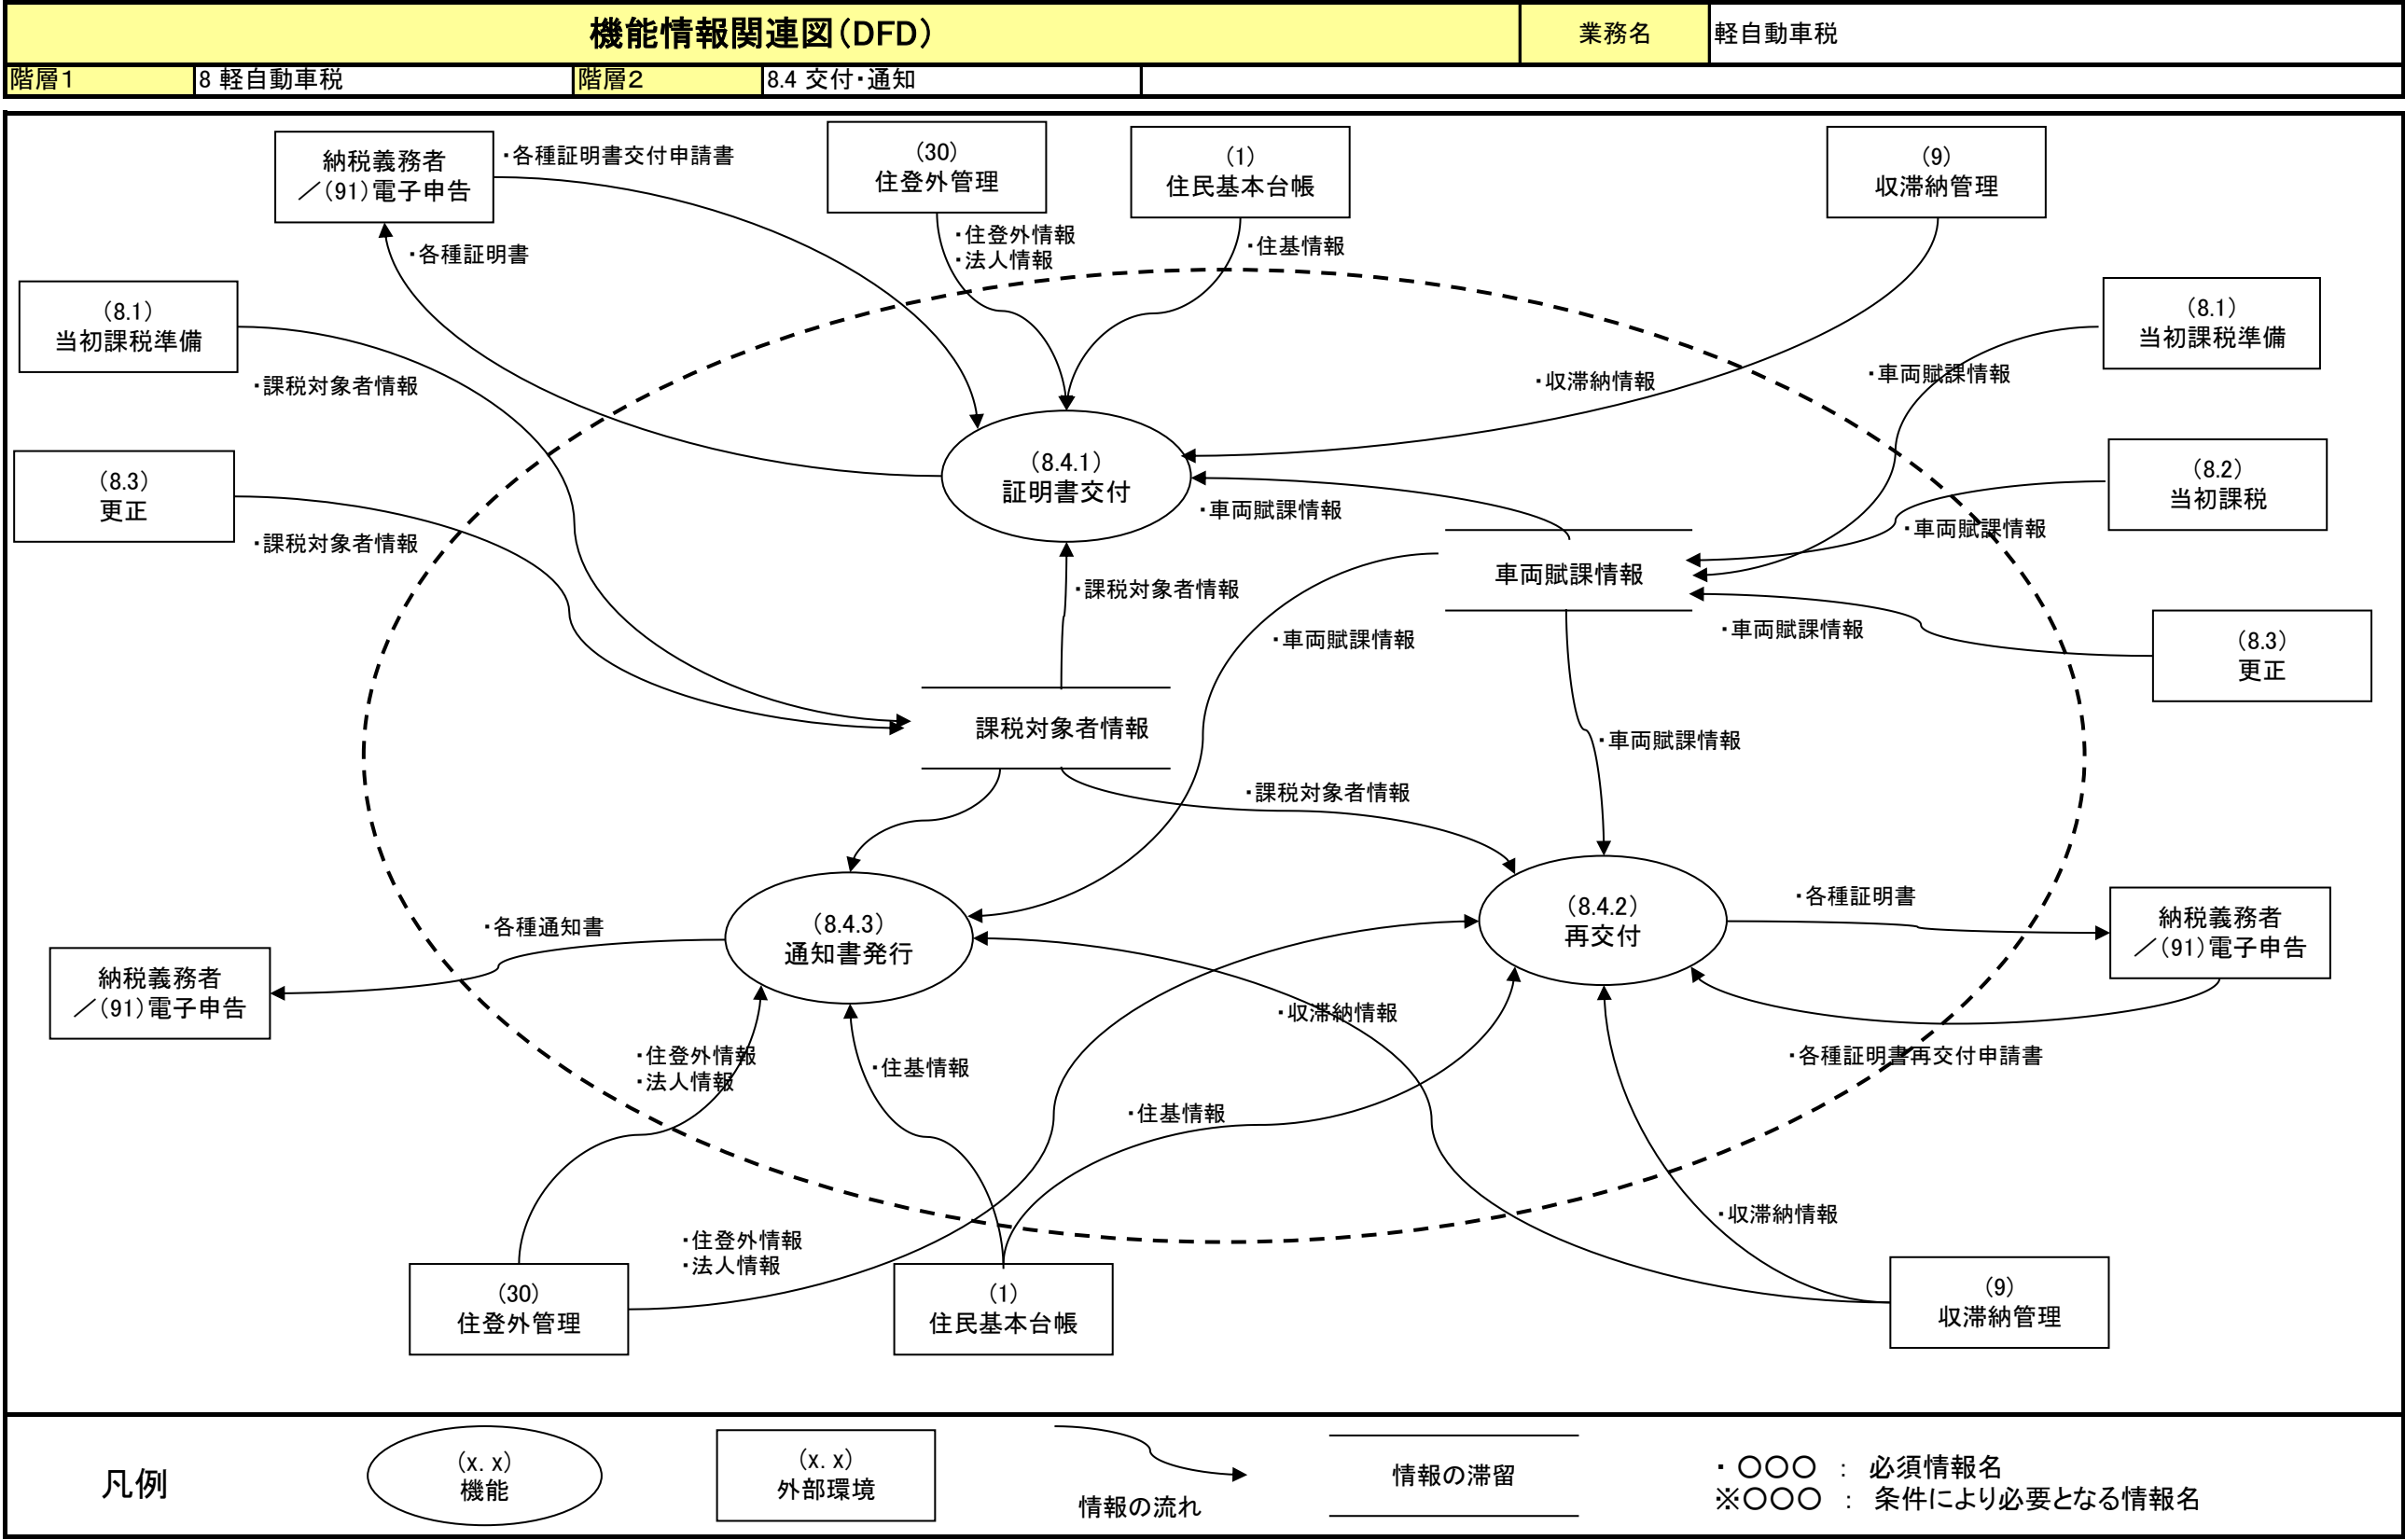 機能情報関連図（DFD）
業務名
軽自動車税
階層１
8 軽自動車税
階層２
8.4 交付・通知
納税義務者
／（91）電子申告
・各種証明書交付申請書
（30）
住登外管理
（1）
住民基本台帳
（9）
収滞納管理
・各種証明書
・住登外情報
・法人情報
・住基情報
（8.1）
当初課税準備
（8.1）
当初課税準備
・課税対象者情報
・収滞納情報
・車両賦課情報
（8.3）
更正
（8.4.1）
証明書交付
（8.2）
当初課税
・車両賦課情報
・車両賦課情報
・課税対象者情報
車両賦課情報
・課税対象者情報
・車両賦課情報
・車両賦課情報
（8.3）
更正
課税対象者情報
・車両賦課情報
・課税対象者情報
（8.4.3）
通知書発行
（8.4.2）
再交付
・各種証明書
・各種通知書
納税義務者
／（91）電子申告
納税義務者
／（91）電子申告
・収滞納情報
・住登外情報
・法人情報
・住基情報
・各種証明書再交付申請書
・住基情報
・収滞納情報
・住登外情報
・法人情報
（30）
住登外管理
（1）
住民基本台帳
（9）
収滞納管理
凡例
（x. x）
機能
（x. x）
外部環境
情報の流れ
情報の滞留
・ 〇〇〇 ： 必須情報名
※〇〇〇 ： 条件により必要となる情報名